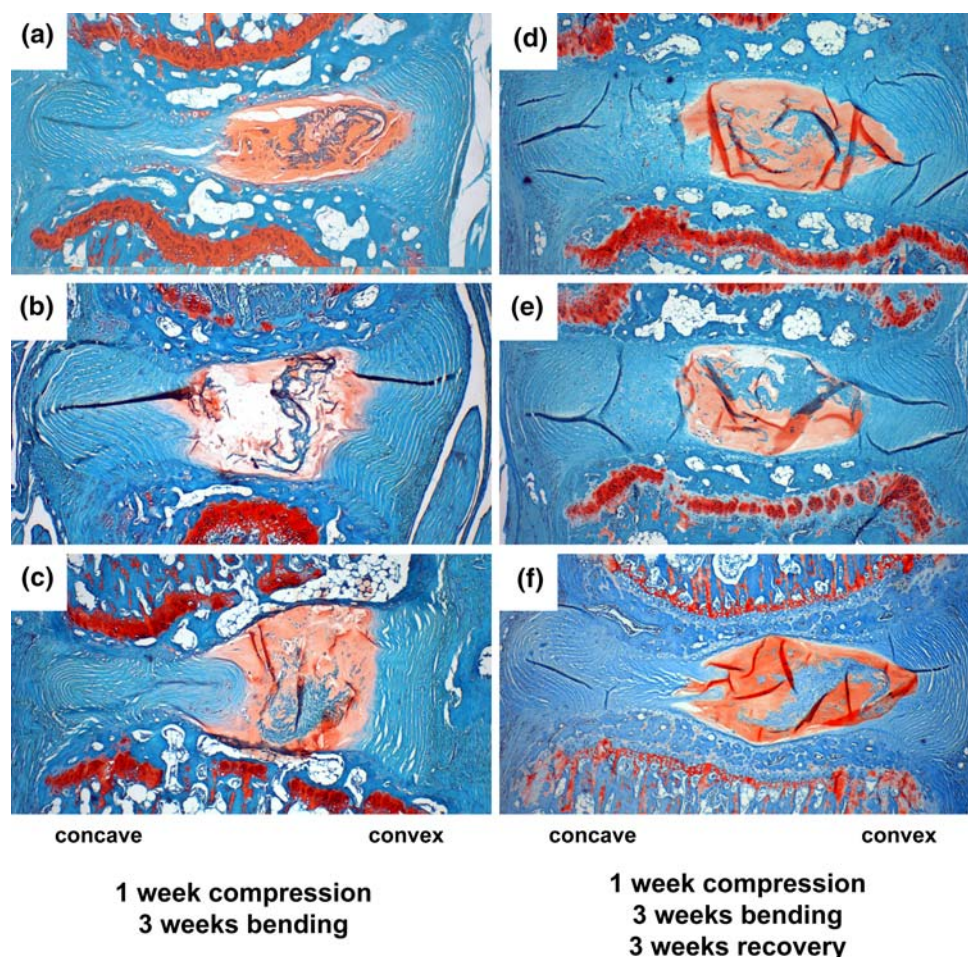 (a)
(d)
(b)
(e)
(c)
(f)
concave convex
concave convex
1 week compression
3 weeks bending
1 week compression
3 weeks bending
3 weeks recovery